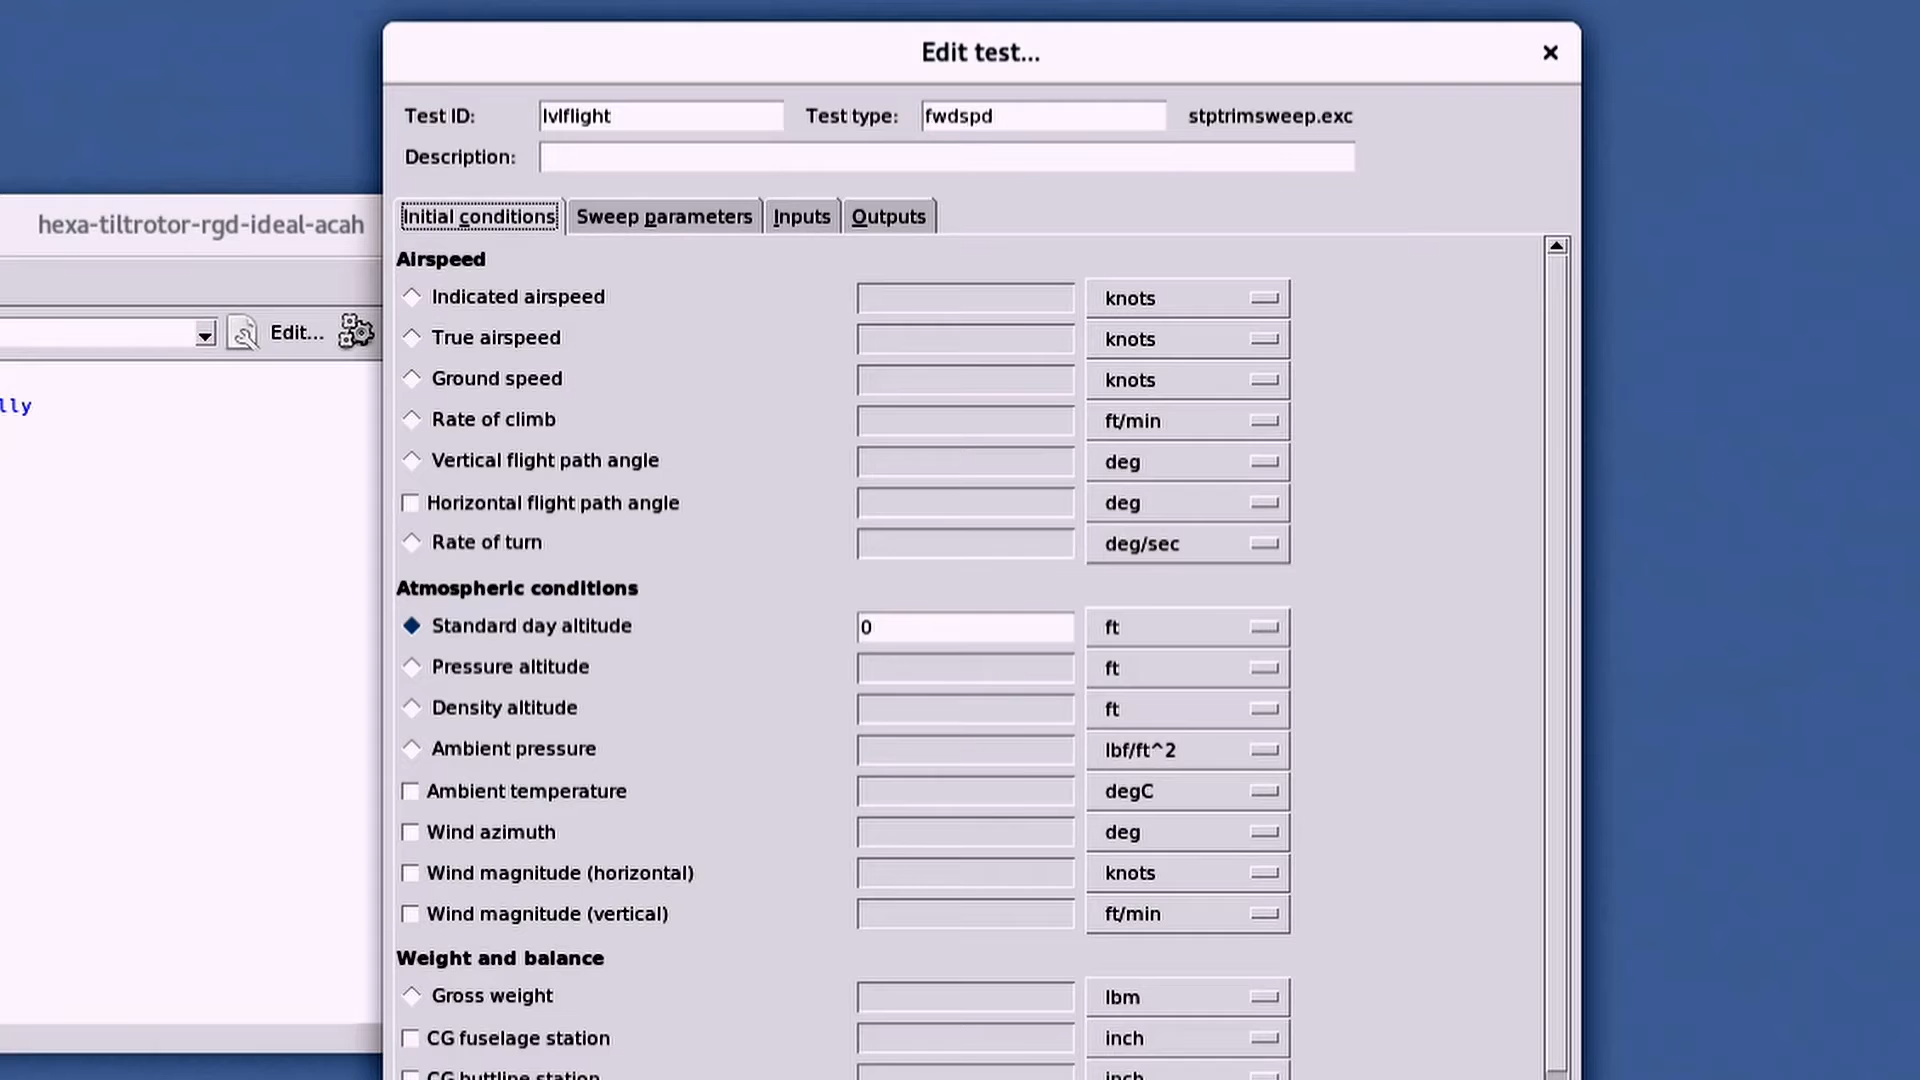 Edit test...
Test ID: lvlflight Test type: fwdspd stptrimsweep.exc
Description:
hexa-tiltrotor-rgd-ideal-acah
Edit...
lly
Initial conditions Sweep parameters Inputs Outputs
Airspeed
Indicated airspeed knots
True airspeed knots
Ground speed knots
Rate of climb ft/min
Vertical flight path angle deg
Horizontal flight path angle deg
Rate of turn deg/sec
Atmospheric conditions
Standard day altitude 0 ft
Pressure altitude ft
Density altitude ft
Ambient pressure lbf/ft^2
Ambient temperature degC
Wind azimuth deg
Wind magnitude (horizontal) knots
Wind magnitude (vertical) ft/min
Weight and balance
Gross weight lbm
CG fuselage station inch
CG buttline station inch